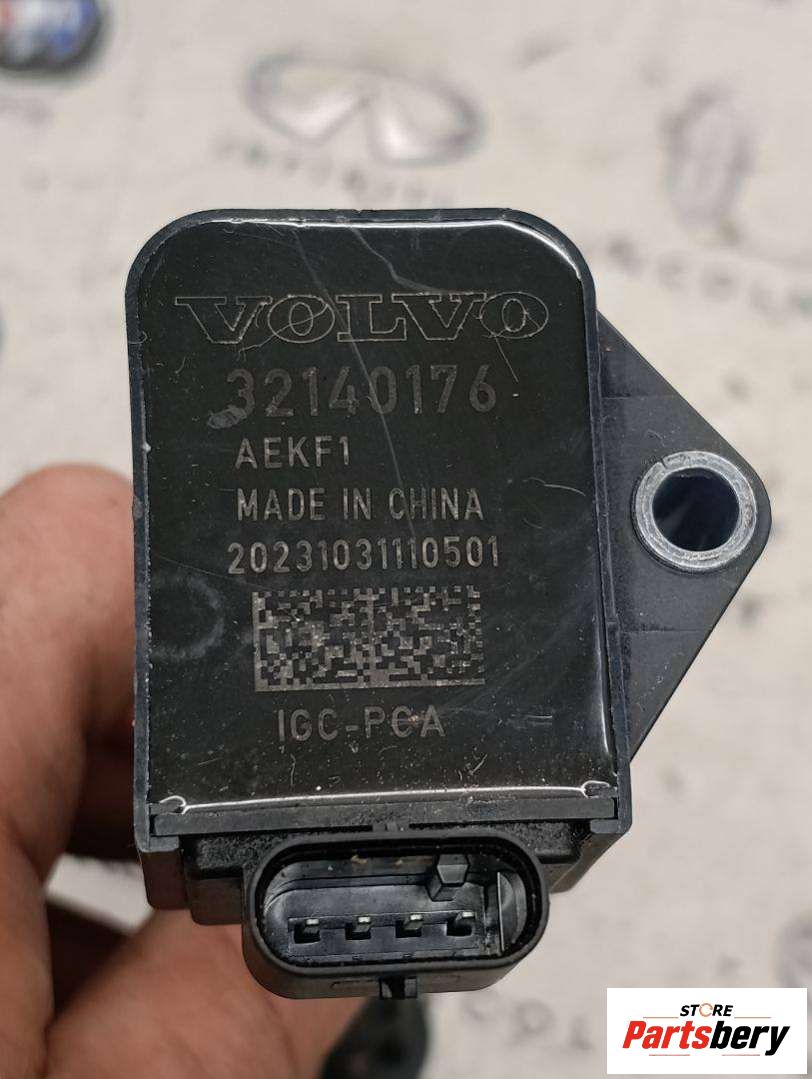 VOLVO
32140176
AEKF1
MADE IN CHINA
20231031110501
IGC-PCA
STORE
Partsbery